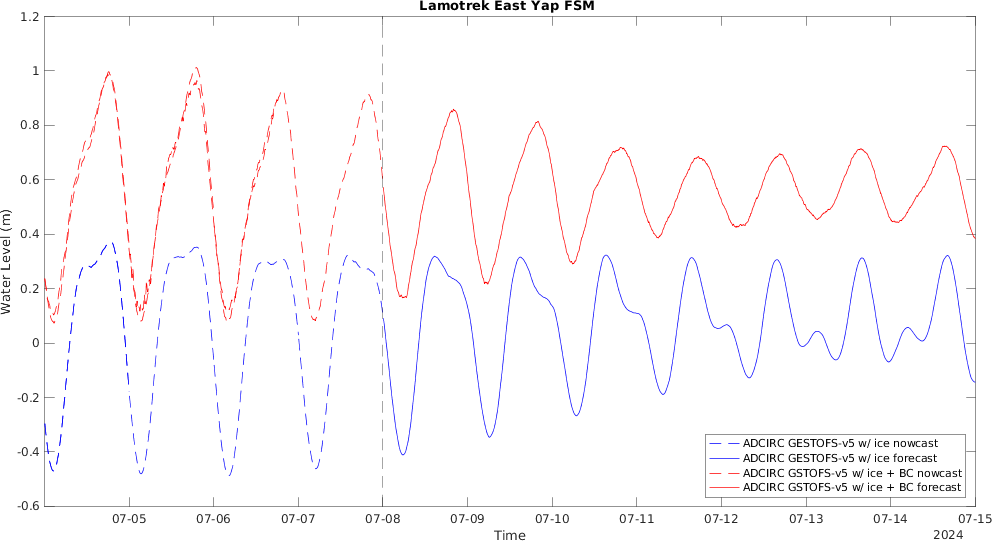 Lamotrek East Yap FSM
Water Level (m)
1.2
1
0.8
0.6
0.4
0.2
0
-0.2
-0.4
-0.6
ADCIRC GESTOFS-v5 w/ ice nowcast
ADCIRC GESTOFS-v5 w/ ice forecast
ADCIRC GSTOFS-v5 w/ ice + BC nowcast
ADCIRC GSTOFS-v5 w/ ice + BC forecast
07-05 07-06 07-07 07-08 07-09 07-10 07-11 07-12 07-13 07-14 07-15
Time
2024